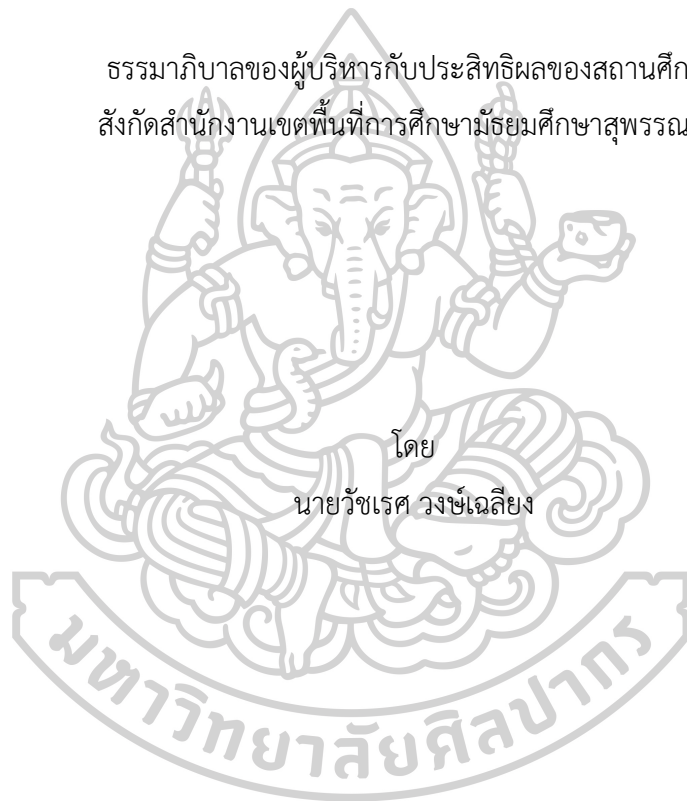 ธรรมาภิบาลของผู้บริหารกับประสิทธิผลของสถานศึก
สังกัดสำนักงานเขตพื้นที่การศึกษามัธยมศึกษาสุพรรณ
โดย
นายวัชเรศ วงษ์เฉลียง
มหาวิทยาลัยศิลปากร